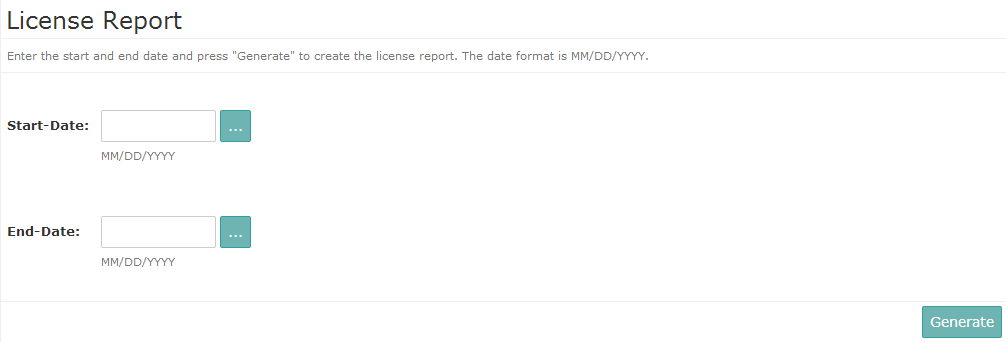 License Report
Enter the start and end date and press "Generate" to create the license report. The date format is MM/DD/YYYY.
Start-Date: ...
MM/DD/YYYY
End-Date: ...
MM/DD/YYYY
Generate